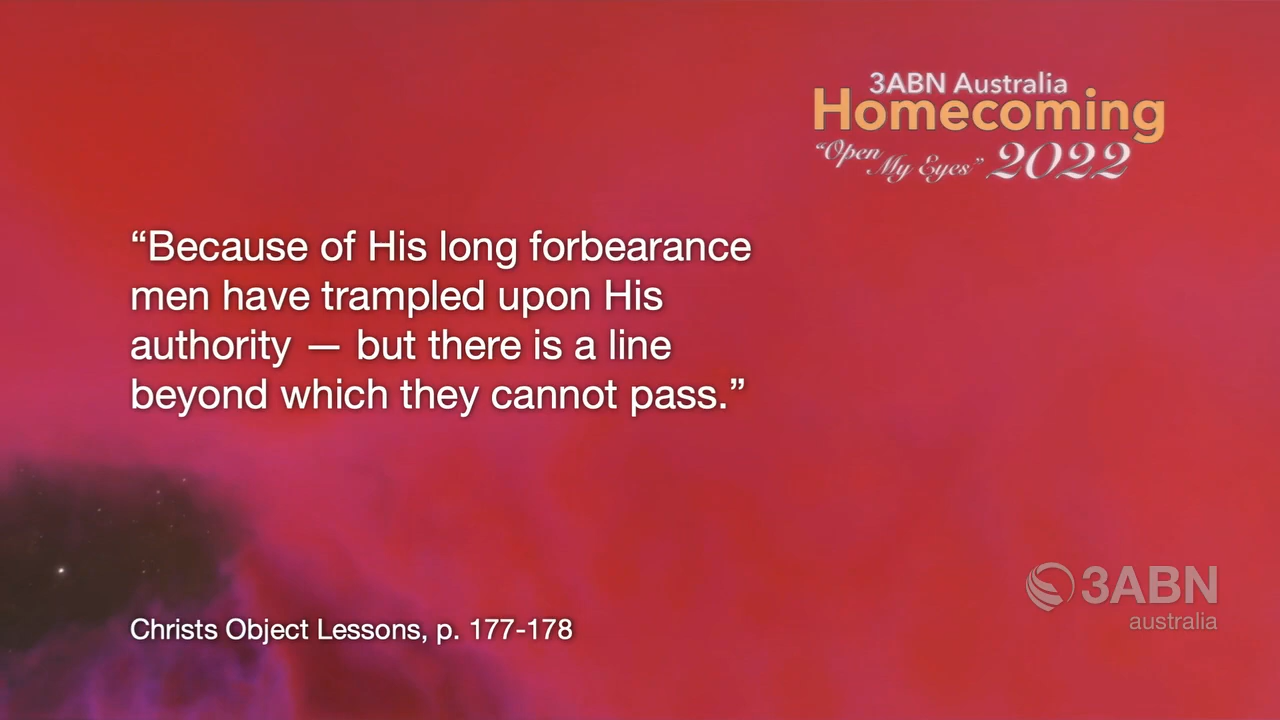 3ABN Australia
Homecoming
“Open My Eyes” 2022
“Because of His long forbearance
men have trampled upon His
authority — but there is a line
beyond which they cannot pass.”
3ABN
australia
Christs Object Lessons, p. 177-178